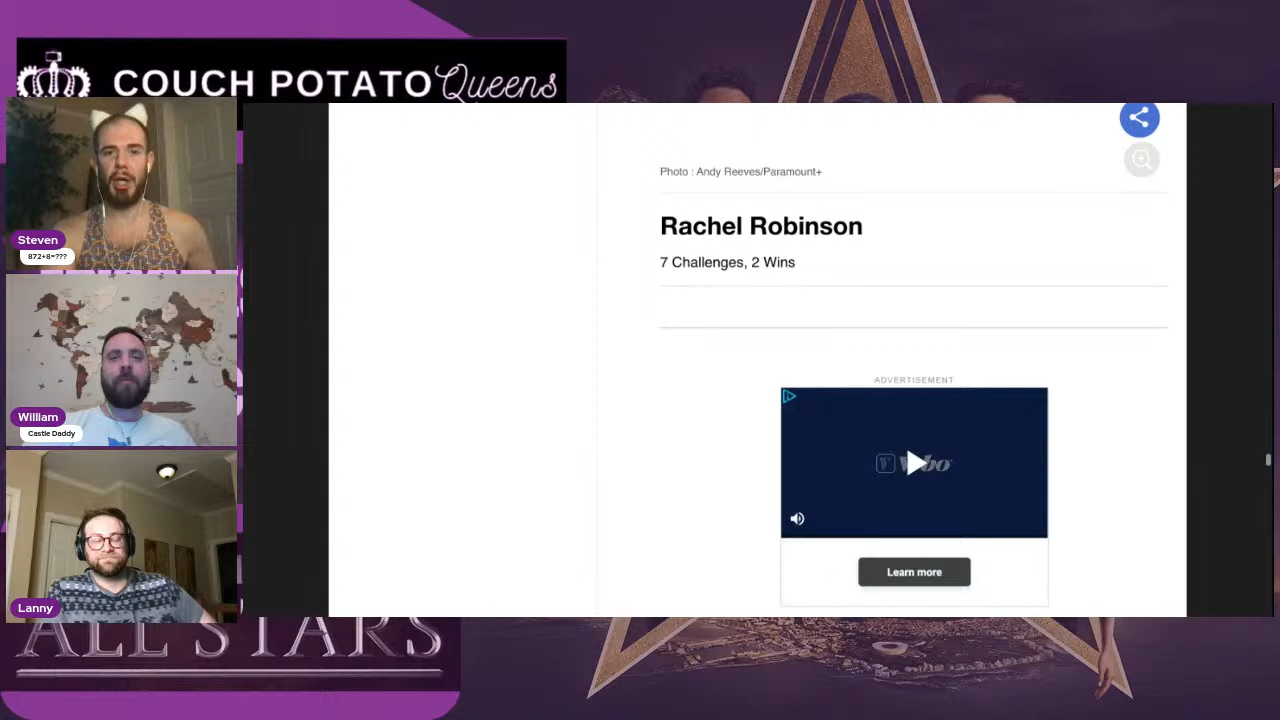 COUCH POTATO Queens
Steven
872+8=???
William
Castle Daddy
Lanny
Photo : Andy Reeves/Paramount+
Rachel Robinson
7 Challenges, 2 Wins
ADVERTISEMENT
Learn more
ALL STARS